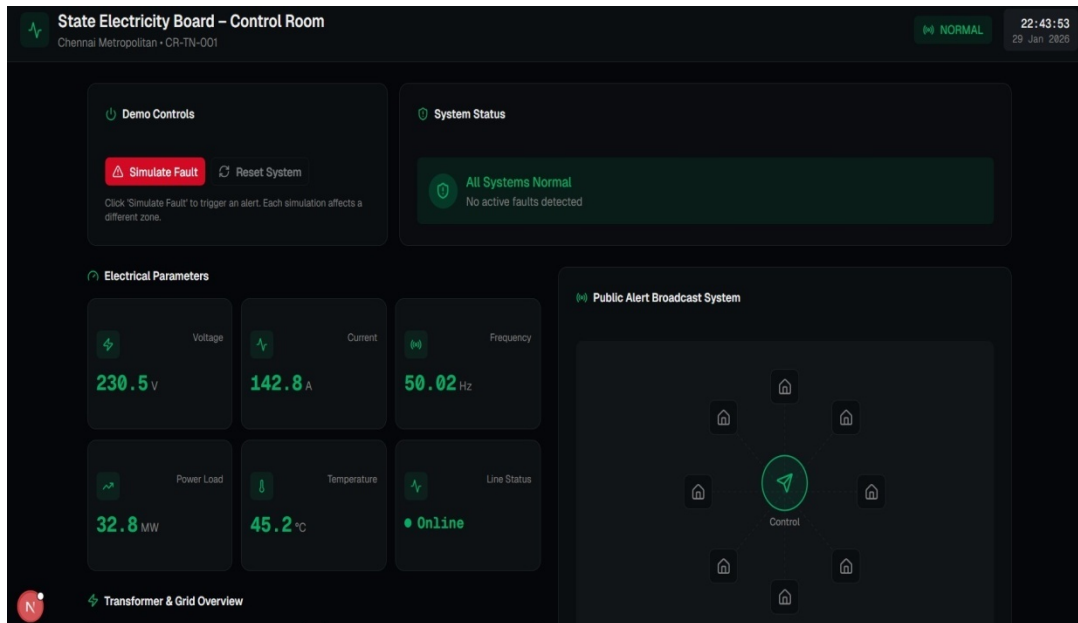 State Electricity Board – Control Room
Chennai Metropolitan • CR-TN-001
NORMAL
22:43:53
29 Jan 2026
Demo Controls
Simulate Fault
Reset System
Click 'Simulate Fault' to trigger an alert. Each simulation affects a
different zone.
System Status
All Systems Normal
No active faults detected
Electrical Parameters
Voltage
230.5 V
Current
142.8 A
Frequency
50.02 Hz
Power Load
32.8 MW
Temperature
45.2 °C
Line Status
Online
Public Alert Broadcast System
Control
Transformer & Grid Overview
N